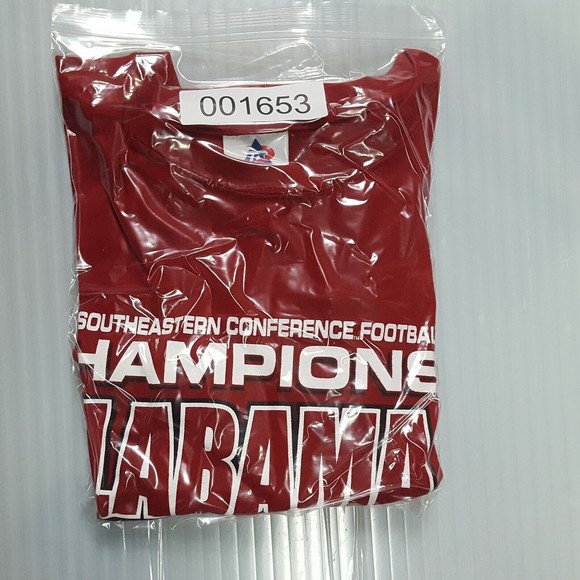 001653
SOUTHEASTERN CONFERENCE FOOTBAL
HAMPIONS
LABAMA